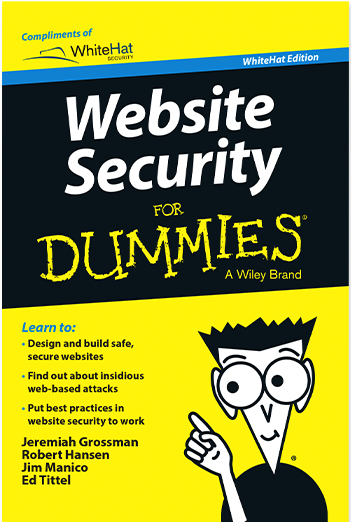 Compliments of
WhiteHat
SECURITY
WhiteHat Edition
Website
Security
FOR
DUMMIES®
A Wiley Brand
Learn to:
• Design and build safe,
secure websites
• Find out about insidious
web-based attacks
• Put best practices in
website security to work
Jeremiah Grossman
Robert Hansen
Jim Manico
Ed Tittel
®